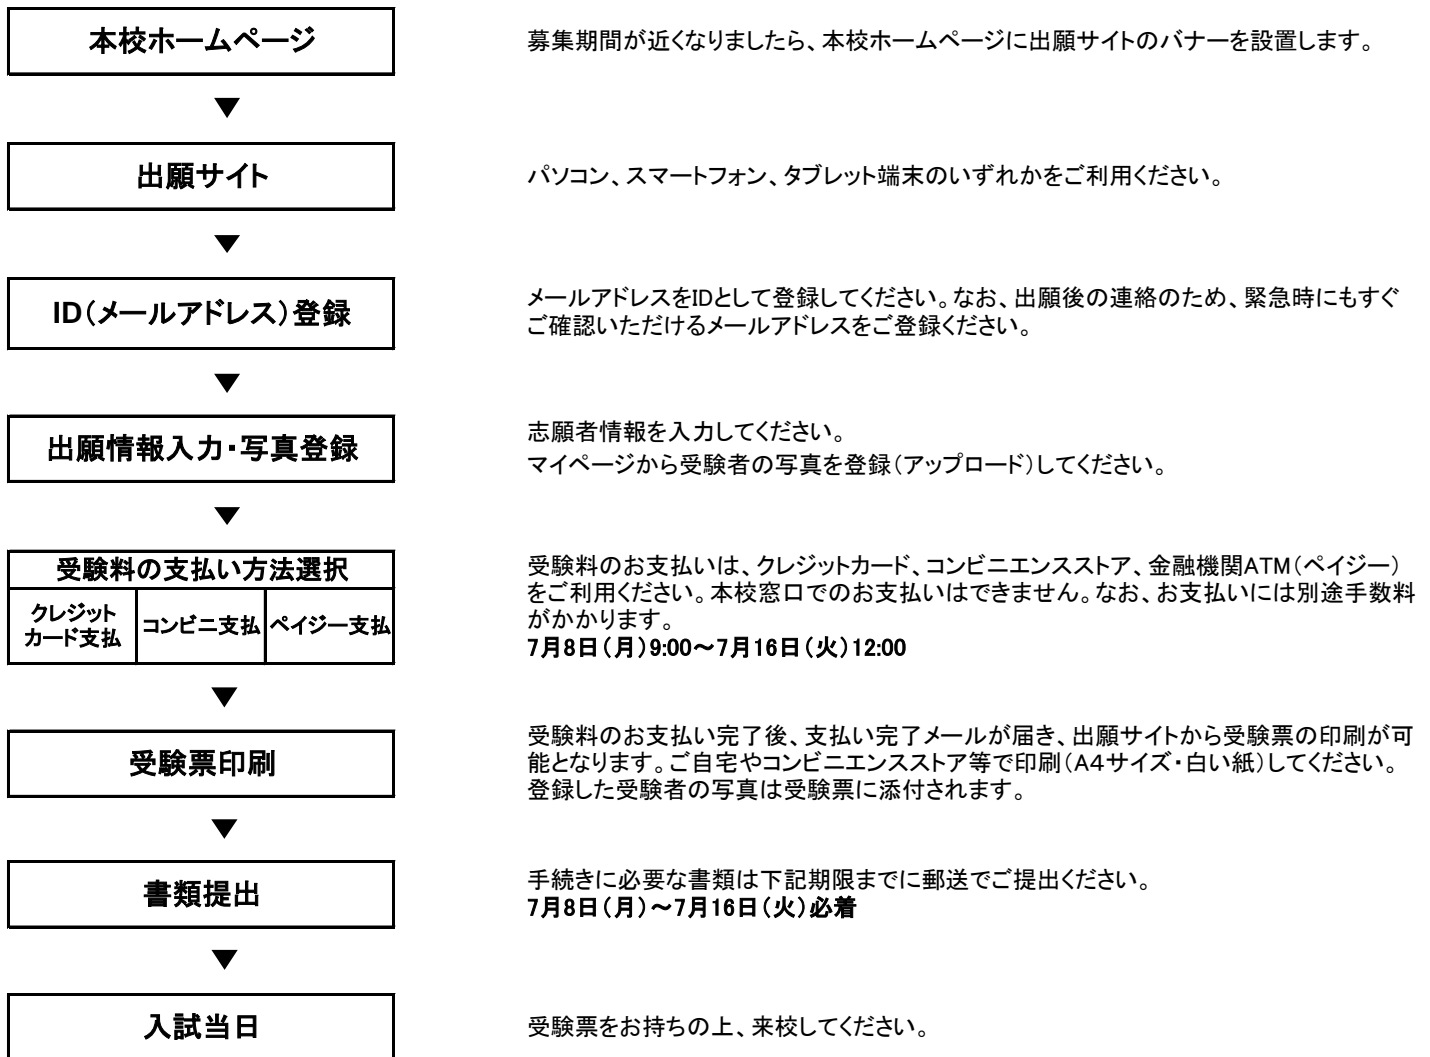 本校ホームページ
募集期間が近くなりましたら、本校ホームページに出願サイトのバナーを設置します。
▼
出願サイト
パソコン、スマートフォン、タブレット端末のいずれかをご利用ください。
▼
ID(メールアドレス)登録
メールアドレスをIDとして登録してください。なお、出願後の連絡のため、緊急時にもすぐ
ご確認いただけるメールアドレスをご登録ください。
▼
出願情報入力・写真登録
志願者情報を入力してください。
マイページから受験者の写真を登録(アップロード)してください。
▼
受験料の支払い方法選択
クレジット
カード支払
コンビニ支払
ペイジー支払
受験料のお支払いは、クレジットカード、コンビニエンスストア、金融機関ATM(ペイジー)
をご利用ください。本校窓口でのお支払いはできません。なお、お支払いには別途手数料
がかかります。
7月8日(月)9:00~7月16日(火)12:00
▼
受験票印刷
受験料のお支払い完了後、支払い完了メールが届き、出願サイトから受験票の印刷が可
能となります。ご自宅やコンビニエンスストア等で印刷(A4サイズ・白い紙)してください。
登録した受験者の写真は受験票に添付されます。
▼
書類提出
手続きに必要な書類は下記期限までに郵送でご提出ください。
7月8日(月)~7月16日(火)必着
▼
入試当日
受験票をお持ちの上、来校してください。